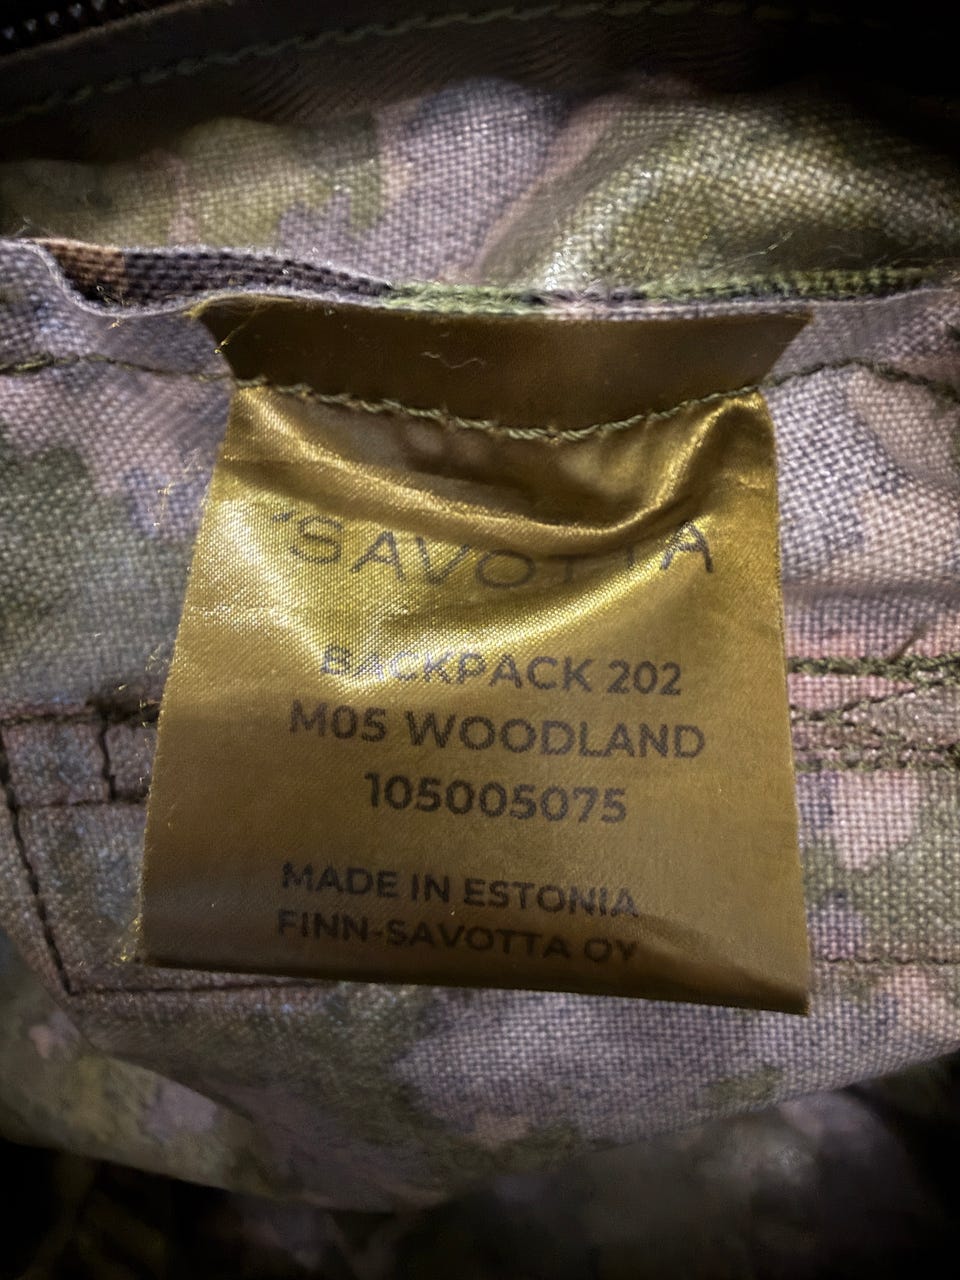 SAVOTTA
BACKPACK 202
M05 WOODLAND
105005075
MADE IN ESTONIA
FINN-SAVOTTA OY